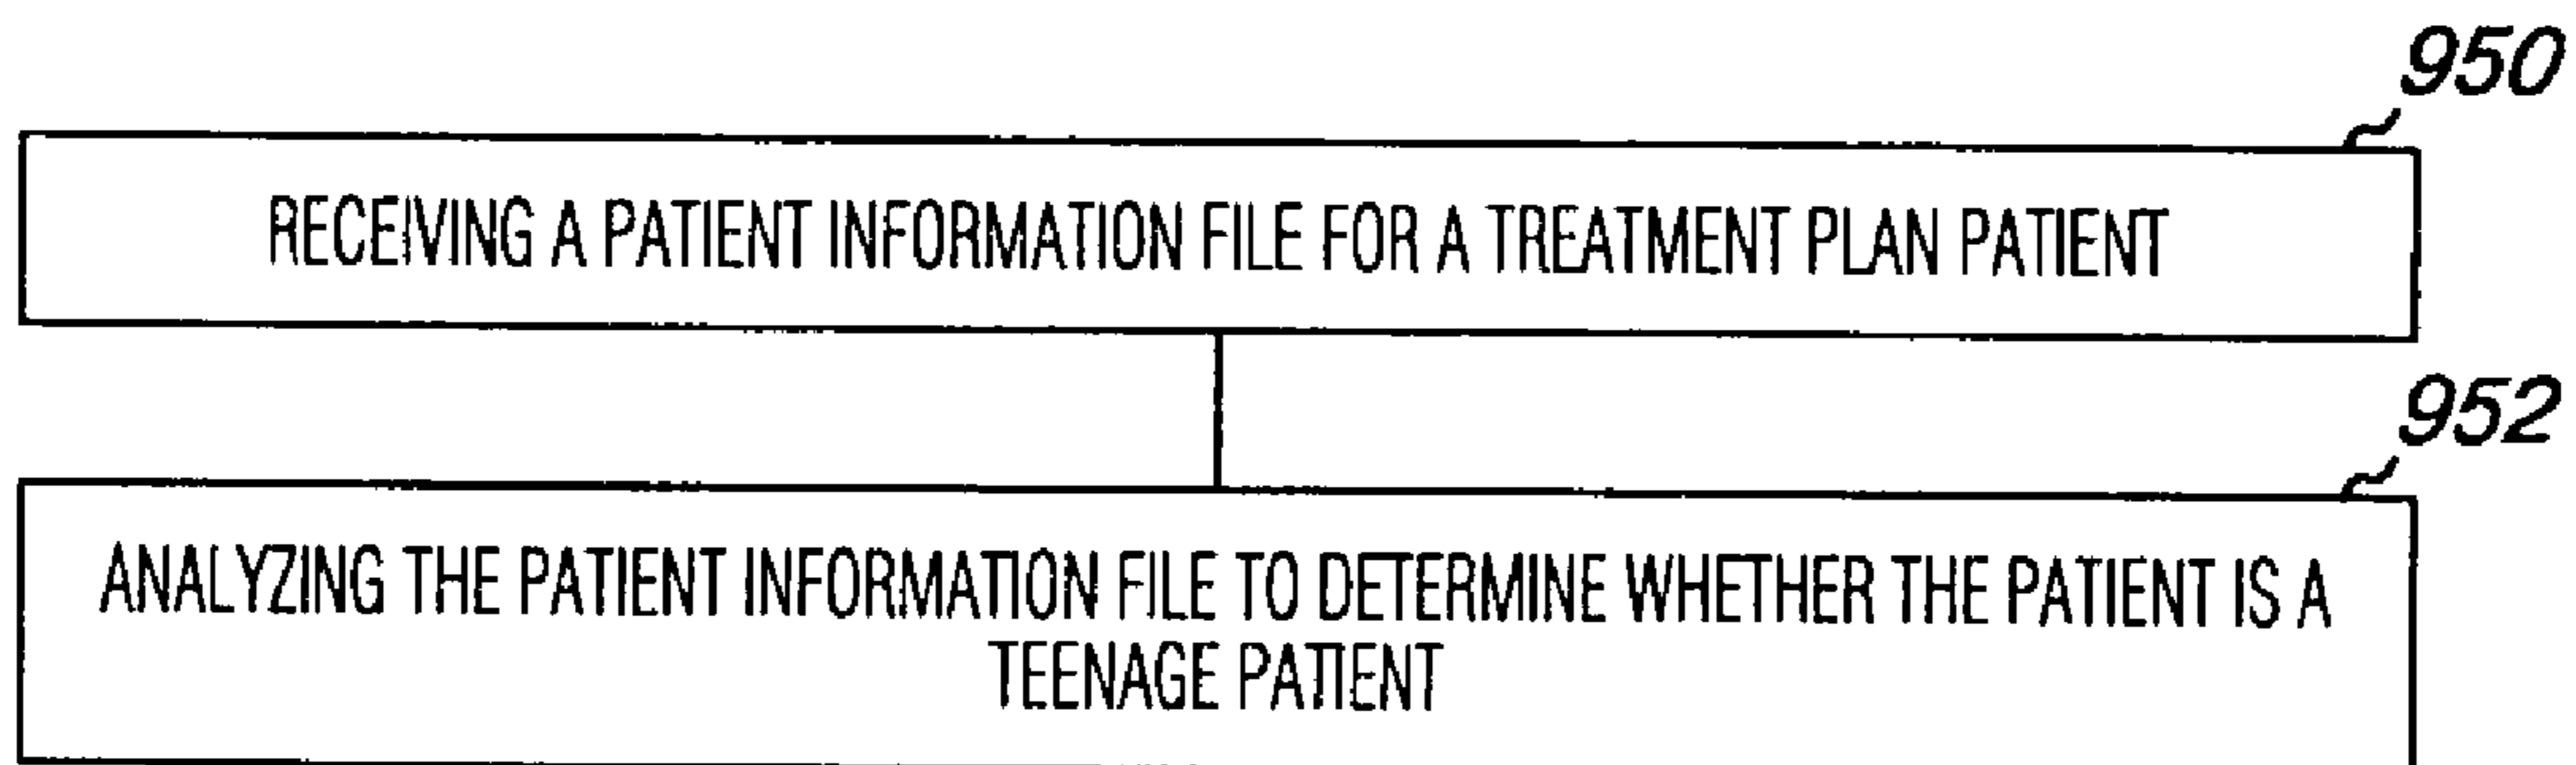 950
RECEIVING A PATIENT INFORMATION FILE FOR A TREATMENT PLAN PATIENT
952
ANALYZING THE PATIENT INFORMATION FILE TO DETERMINE WHETHER THE PATIENT IS A
TEENAGE PATIENT